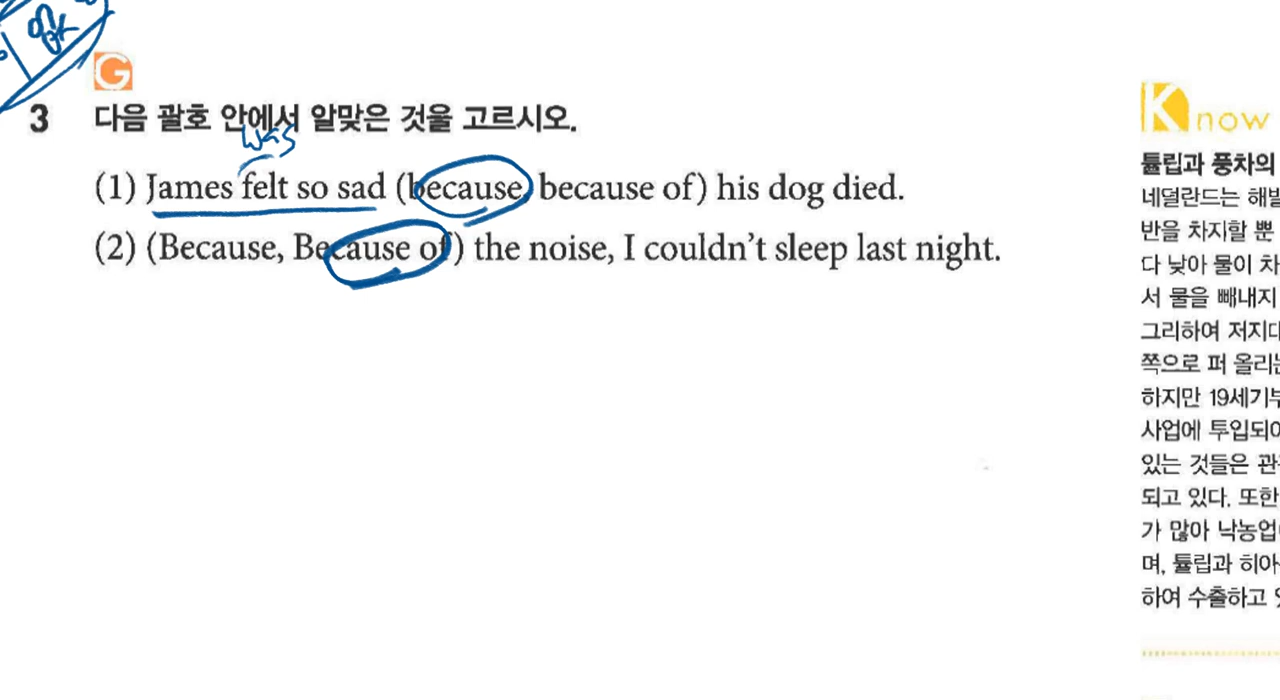 G
3 다음 괄호 안에서 알맞은 것을 고르시오.
was
(1) James felt so sad (because, because of) his dog died.
(2) (Because, Because of) the noise, I couldn't sleep last night.
Know
튤립과 풍차의
네덜란드는 해발
반을 차지할 뿐
다 낮아 물이 차
서 물을 빼내지
그리하여 저지대
쪽으로 퍼 올리는
하지만 19세기부
사업에 투입되어
있는 것들은 관
되고 있다. 또한
가 많아 낙농업
며, 튤립과 히아
하여 수출하고